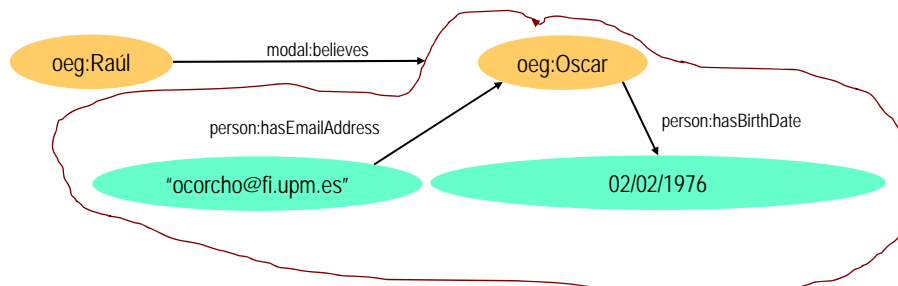 modal:believes
oeg:Raúl
oeg:Oscar
person:hasEmailAddress
person:hasBirthDate
“ocorcho@fi.upm.es”
02/02/1976